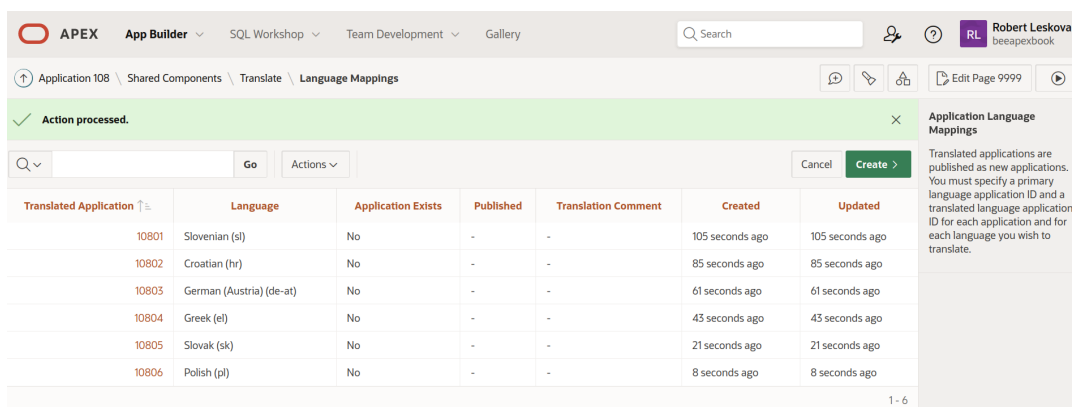 APEX App Builder SQL Workshop Team Development Gallery Search RL Robert Leskova
beeapexbook
Application 108 \ Shared Components \ Translate \ Language Mappings Edit Page 9999
Action processed.
Go Actions Cancel Create >
Translated Application Language Application Exists Published Translation Comment Created Updated
10801 Slovenian (sl) No - - 105 seconds ago 105 seconds ago
10802 Croatian (hr) No - - 85 seconds ago 85 seconds ago
10803 German (Austria) (de-at) No - - 61 seconds ago 61 seconds ago
10804 Greek (el) No - - 43 seconds ago 43 seconds ago
10805 Slovak (sk) No - - 21 seconds ago 21 seconds ago
10806 Polish (pl) No - - 8 seconds ago 8 seconds ago
1 - 6
Application Language
Mappings
Translated applications are
published as new applications.
You must specify a primary
language application ID and a
translated language application
ID for each application and for
each language you wish to
translate.